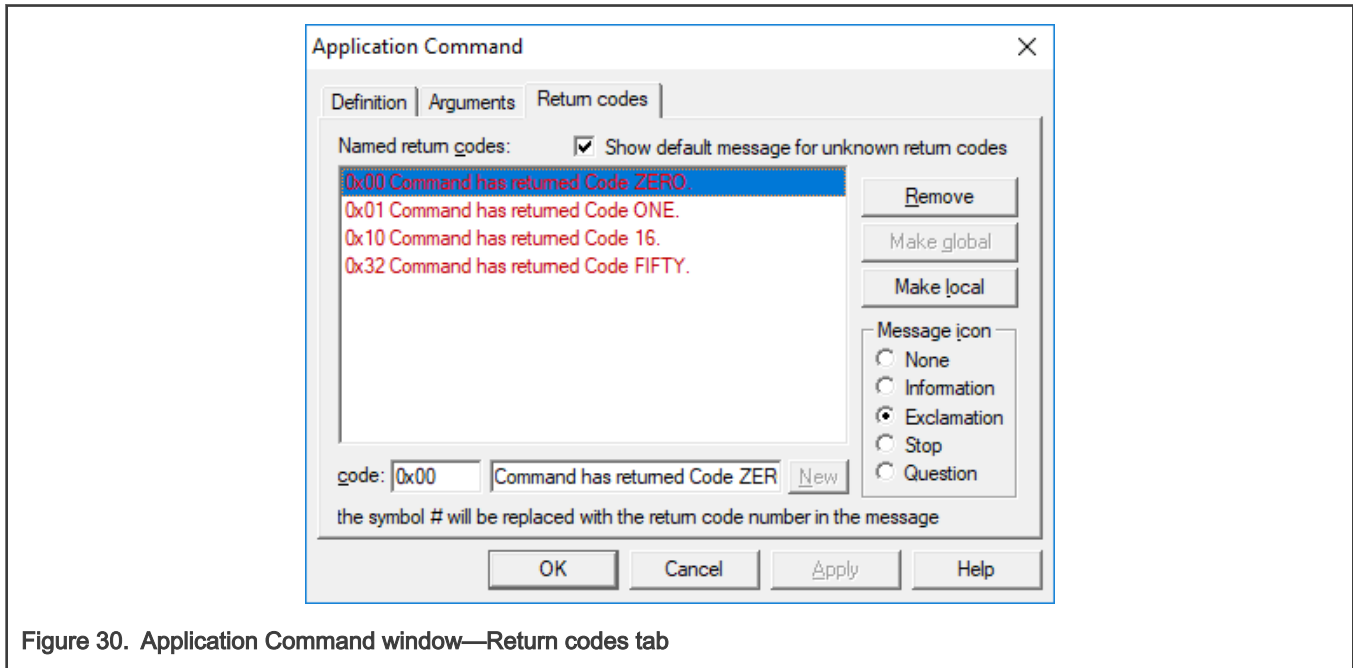 Application Command
Definition Arguments Return codes
Named return codes: Show default message for unknown return codes
0x00 Command has returned Code ZERO.
0x01 Command has returned Code ONE.
0x10 Command has returned Code 16.
0x32 Command has returned Code FIFTY.
Remove
Make global
Make local
Message icon
None
Information
Exclamation
Stop
Question
code: 0x00 Command has returned Code ZER New
the symbol # will be replaced with the return code number in the message
OK Cancel Apply Help
Figure 30. Application Command window—Return codes tab